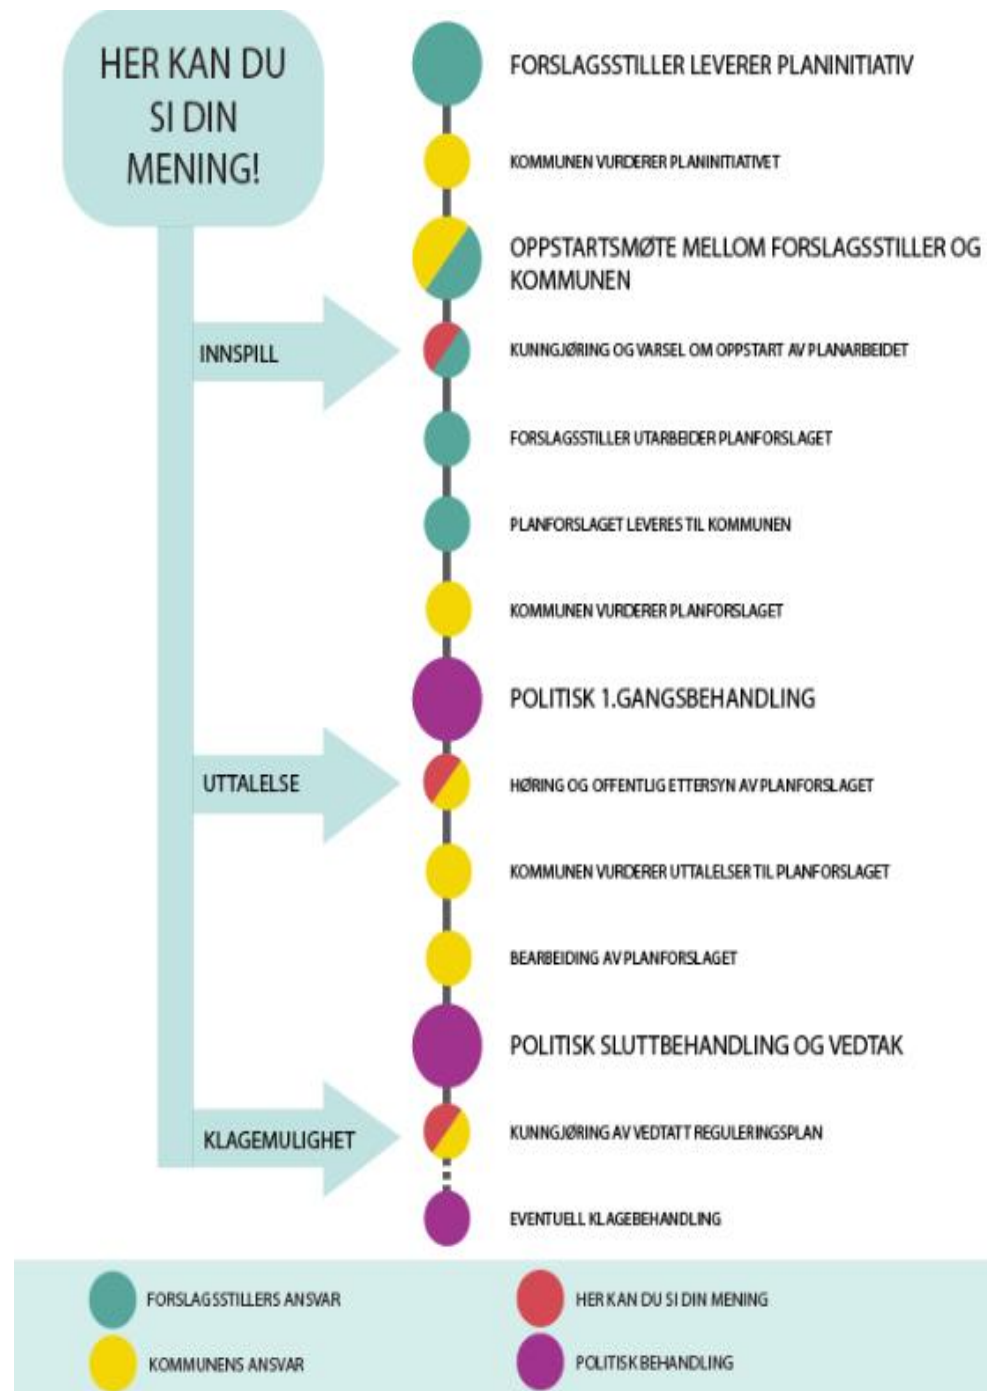 HER KAN DU
SI DIN
MENING!
FORSLAGSSTILLER LEVERER PLANINITIATIV
KOMMUNEN VURDERER PLANINITIATIVET
OPPSTARTSMØTE MELLOM FORSLAGSSTILLER OG
KOMMUNEN
INNSPILL
KUNNGJØRING OG VARSEL OM OPPSTART AV PLANARBEIDET
FORSLAGSSTILLER UTARBEIDER PLANFORSLAGET
PLANFORSLAGET LEVERES TIL KOMMUNEN
KOMMUNEN VURDERER PLANFORSLAGET
POLITISK 1.GANGSBEHANDLING
UTTALELSE
HØRING OG OFFENTLIG ETTERSYN AV PLANFORSLAGET
KOMMUNEN VURDERER UTTALELSER TIL PLANFORSLAGET
BEARBEIDING AV PLANFORSLAGET
POLITISK SLUTTBEHANDLING OG VEDTAK
KLAGEMULIGHET
KUNNGJØRING AV VEDTATT REGULERINGSPLAN
EVENTUELL KLAGEBEHANDLING
FORSLAGSSTILLERS ANSVAR
HER KAN DU SI DIN MENING
KOMMUNENS ANSVAR
POLITISK BEHANDLING